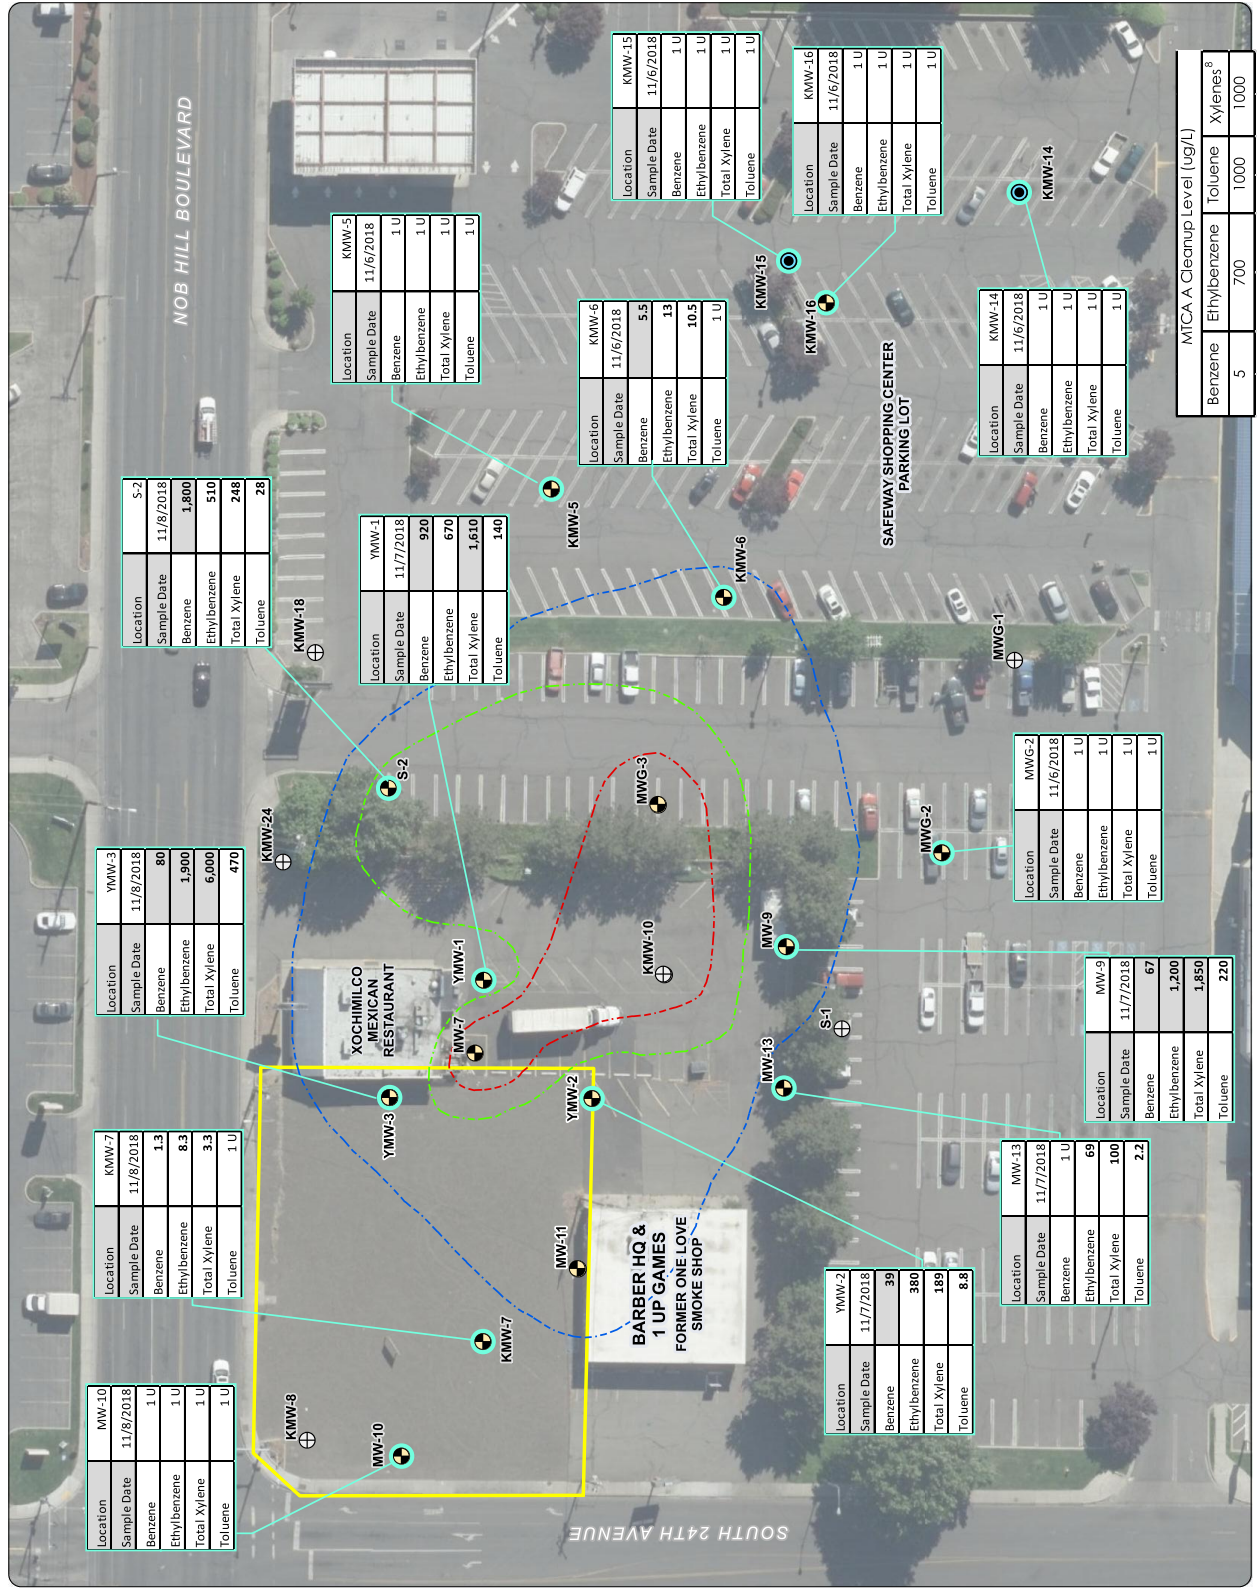 NOB HILL BOULEVARD
SOUTH 24TH AVENUE
Location MW-10
Sample Date 11/8/2018
Benzene 1 U
Ethylbenzene 1 U
Total Xylene 1 U
Toluene 1 U
Location KMW-7
Sample Date 11/8/2018
Benzene 1.3
Ethylbenzene 8.3
Total Xylene 3.3
Toluene 1 U
Location YMW-3
Sample Date 11/8/2018
Benzene 80
Ethylbenzene 1,900
Total Xylene 6,000
Toluene 470
Location S-2
Sample Date 11/8/2018
Benzene 1,800
Ethylbenzene 510
Total Xylene 248
Toluene 28
Location YMW-1
Sample Date 11/7/2018
Benzene 920
Ethylbenzene 670
Total Xylene 1,610
Toluene 140
Location KMW-5
Sample Date 11/6/2018
Benzene 1 U
Ethylbenzene 1 U
Total Xylene 1 U
Toluene 1 U
Location KMW-6
Sample Date 11/6/2018
Benzene 5.5
Ethylbenzene 13
Total Xylene 10.5
Toluene 1 U
Location KMW-15
Sample Date 11/6/2018
Benzene 1 U
Ethylbenzene 1 U
Total Xylene 1 U
Toluene 1 U
Location KMW-16
Sample Date 11/6/2018
Benzene 1 U
Ethylbenzene 1 U
Total Xylene 1 U
Toluene 1 U
Location KMW-14
Sample Date 11/6/2018
Benzene 1 U
Ethylbenzene 1 U
Total Xylene 1 U
Toluene 1 U
Location YMW-2
Sample Date 11/7/2018
Benzene 39
Ethylbenzene 380
Total Xylene 189
Toluene 8.8
Location MW-13
Sample Date 11/7/2018
Benzene 1 U
Ethylbenzene 69
Total Xylene 100
Toluene 2.2
Location MW-9
Sample Date 11/7/2018
Benzene 67
Ethylbenzene 1,200
Total Xylene 1,850
Toluene 220
Location MWG-2
Sample Date 11/6/2018
Benzene 1 U
Ethylbenzene 1 U
Total Xylene 1 U
Toluene 1 U
KMW-8
MW-10
KMW-7
MW-11
YMW-3
YMW-2
MW-7
YMW-1
KMW-24
S-2
KMW-18
KMW-10
MWG-3
MW-13
S-1
MW-9
MWG-2
MWG-1
KMW-5
KMW-6
KMW-15
KMW-16
KMW-14
XOCHIMILCO
MEXICAN
RESTAURANT
BARBER HQ &
1 UP GAMES
FORMER ONE LOVE
SMOKE SHOP
SAFEWAY SHOPPING CENTER
PARKING LOT
MTCA A Cleanup Level (ug/L)
Benzene Ethylbenzene Toluene Xylenes⁸
5 700 1000 1000